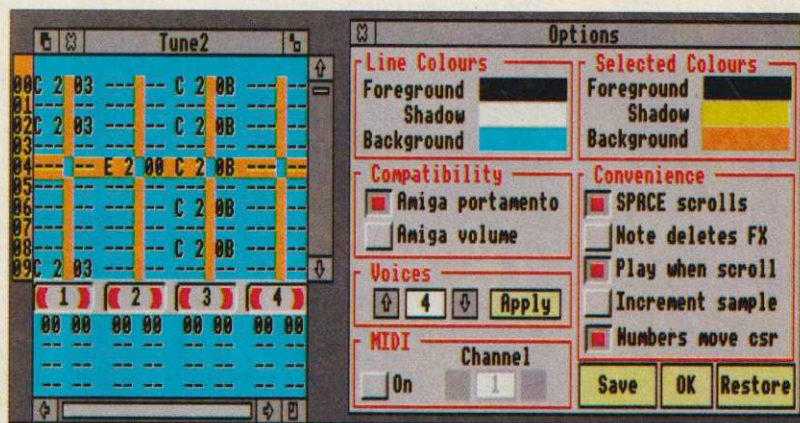 Tune2
00 C 2 03 --- -- C 2 0B --- --
01 --- -- --- -- --- -- --- --
02 C 2 03 --- -- C 2 0B --- --
03 --- -- --- -- --- -- --- --
04 --- -- E 2 00 C 2 0B --- --
05 --- -- --- -- --- -- --- --
06 --- -- --- -- C 2 0B --- --
07 --- -- --- -- --- -- --- --
08 --- -- --- -- C 2 0B --- --
09 C 2 03 --- -- --- -- --- --
1 2 3 4
00 00 00 00 00 00 00 00
-- -- -- -- -- -- -- --
-- -- -- -- -- -- -- --
-- -- -- -- -- -- -- --
Options
Line Colours
Foreground
Shadow
Background
Selected Colours
Foreground
Shadow
Background
Compatibility
Amiga portamento
Amiga volume
Voices
4
Apply
MIDI
On
Channel
1
Convenience
SPACE scrolls
Note deletes FX
Play when scroll
Increment sample
Numbers move csr
Save
OK
Restore